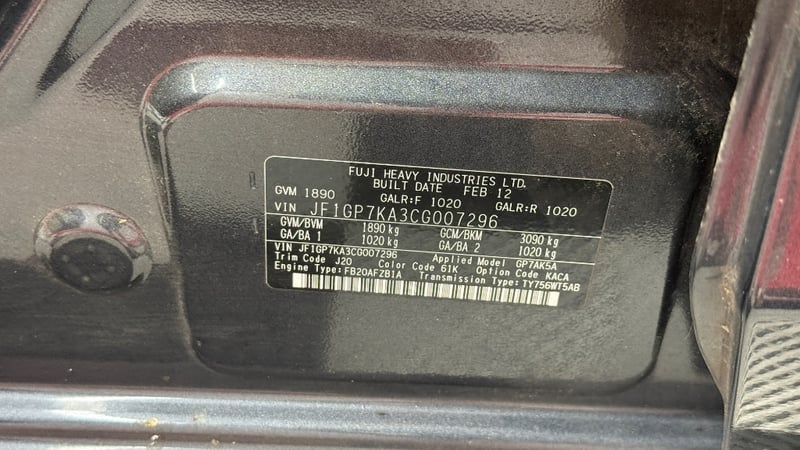 FUJI HEAVY INDUSTRIES LTD.
BUILT DATE FEB 12
GVM 1890 GALR:F 1020 GALR:R 1020
VIN JF1GP7KA3CG007296
GVM/BVM 1890 kg GCM/BKM 3090 kg
GA/BA 1 1020 kg GA/BA 2 1020 kg
VIN JF1GP7KA3CG007296 Applied Model GP7AK5A
Trim Code J20 Color Code 61K Option Code KACA
Engine Type:FB20AFZB1A Transmission Type:TY756WT5AB